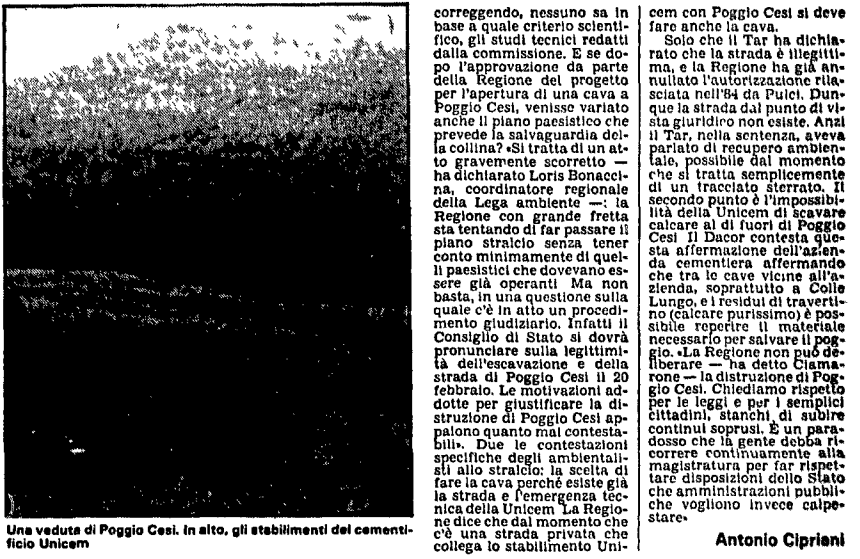 Una veduta di Poggio Cesi. In alto, gli stabilimenti del cementi-
ficio Unicem
correggendo, nessuno sa in
base a quale criterio scienti-
fico, gli studi tecnici redatti
dalla commissione. E se do-
po l'approvazione da parte
della Regione del progetto
per l'apertura di una cava a
Poggio Cesi, venisse variato
anche il piano paesistico che
prevede la salvaguardia del-
la collina? «Si tratta di un at-
to gravemente scorretto —
ha dichiarato Loris Bonacci-
na, coordinatore regionale
della Lega ambiente —: la
Regione con grande fretta
sta tentando di far passare il
piano stralcio senza tener
conto minimamente di quel-
li paesistici che dovevano es-
sere già operanti Ma non
basta, in una questione sulla
quale c'è in atto un procedi-
mento giudiziario. Infatti il
Consiglio di Stato si dovrà
pronunciare sulla legittimi-
tà dell'escavazione e della
strada di Poggio Cesi il 20
febbraio. Le motivazioni ad-
dotte per giustificare la di-
struzione di Poggio Cesi ap-
paiono quanto mai contesta-
bili». Due le contestazioni
specifiche degli ambientali-
sti allo stralcio: la scelta di
fare la cava perché esiste già
la strada e l'emergenza tec-
nica della Unicem La Regio-
ne dice che dal momento che
c'è una strada privata che
collega lo stabilimento Uni-
cem con Poggio Cesi si deve
fare anche la cava.
Solo che il Tar ha dichia-
rato che la strada è illegitti-
ma, e la Regione ha già an-
nullato l'autorizzazione rila-
sciata nell'84 da Pulci. Dun-
que la strada dal punto di vi-
sta giuridico non esiste. Anzi
il Tar, nella sentenza, aveva
parlato di recupero ambien-
tale, possibile dal momento
che si tratta semplicemente
di un tracciato sterrato. Il
secondo punto è l'impossibi-
lità della Unicem di scavare
calcare al di fuori di Poggio
Cesi Il Dacor contesta que-
sta affermazione dell'azien-
da cementiera affermando
che tra le cave vicine all'a-
zienda, soprattutto a Colle
Lungo, e i residui di traverti-
no (calcare purissimo) è pos-
sibile reperire il materiale
necessario per salvare il pog-
gio. «La Regione non può de-
liberare — ha detto Ciama-
rone — la distruzione di Pog-
gio Cesi. Chiediamo rispetto
per le leggi e per i semplici
cittadini, stanchi di subire
continui soprusi. È un para-
dosso che la gente debba ri-
correre continuamente alla
magistratura per far rispet-
tare disposizioni dello Stato
che amministrazioni pubbli-
che vogliono invece calpe-
stare»
Antonio Cipriani